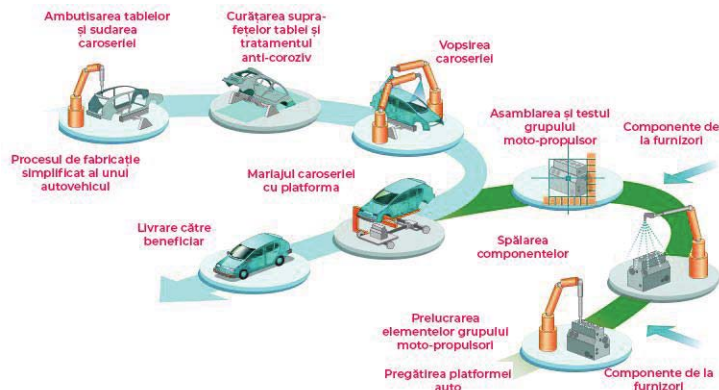 Ambutisarea tablelor
și sudarea
caroseriei
Curățarea supra-
fețelor tablei și
tratamentul
anti-coroziv
Vopsirea
caroseriei
Asamblarea și testul
grupului
moto-propulsor
Componente de
la furnizori
Procesul de fabricație
simplificat al unui
autovehicul
Mariajul caroseriei
cu platforma
Livrare către
beneficiar
Spălarea
componentelor
Prelucrarea
elementelor grupului
moto-propulsori
Pregătirea platformei
auto
Componente de la
furnizori